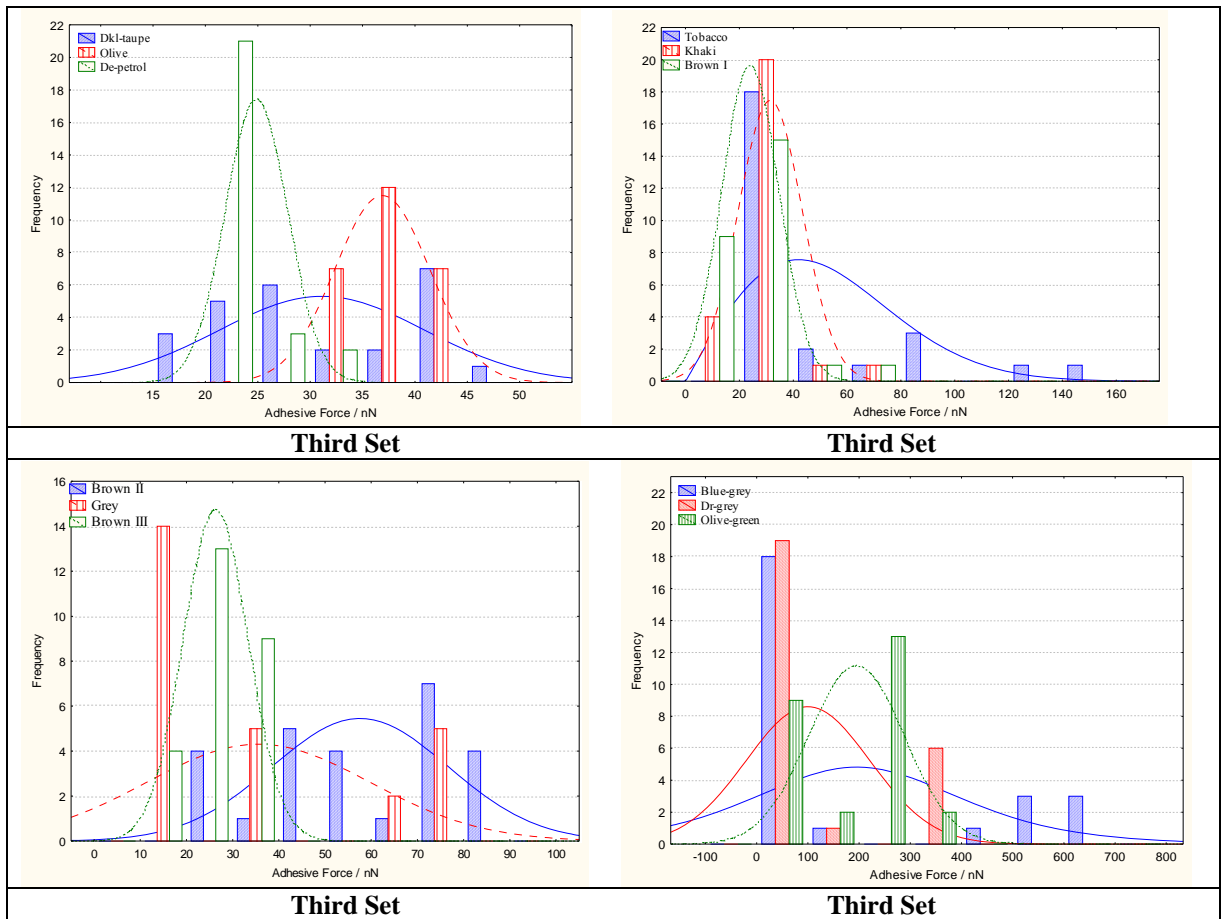 22
20
18
16
14
12
10
8
6
4
2
0
Frequency
Dkl-taupe
Olive
De-petrol
15 20 25 30 35 40 45 50
Adhesive Force / nN
Third Set
22
20
18
16
14
12
10
8
6
4
2
0
Frequency
Tobacco
Khaki
Brown I
0 20 40 60 80 100 120 140 160
Adhesive Force / nN
Third Set
16
14
12
10
8
6
4
2
0
Frequency
Brown II
Grey
Brown III
0 10 20 30 40 50 60 70 80 90 100
Adhesive Force / nN
Third Set
22
20
18
16
14
12
10
8
6
4
2
0
Frequency
Blue-grey
Dr-grey
Olive-green
-100 0 100 200 300 400 500 600 700 800
Adhesive Force / nN
Third Set